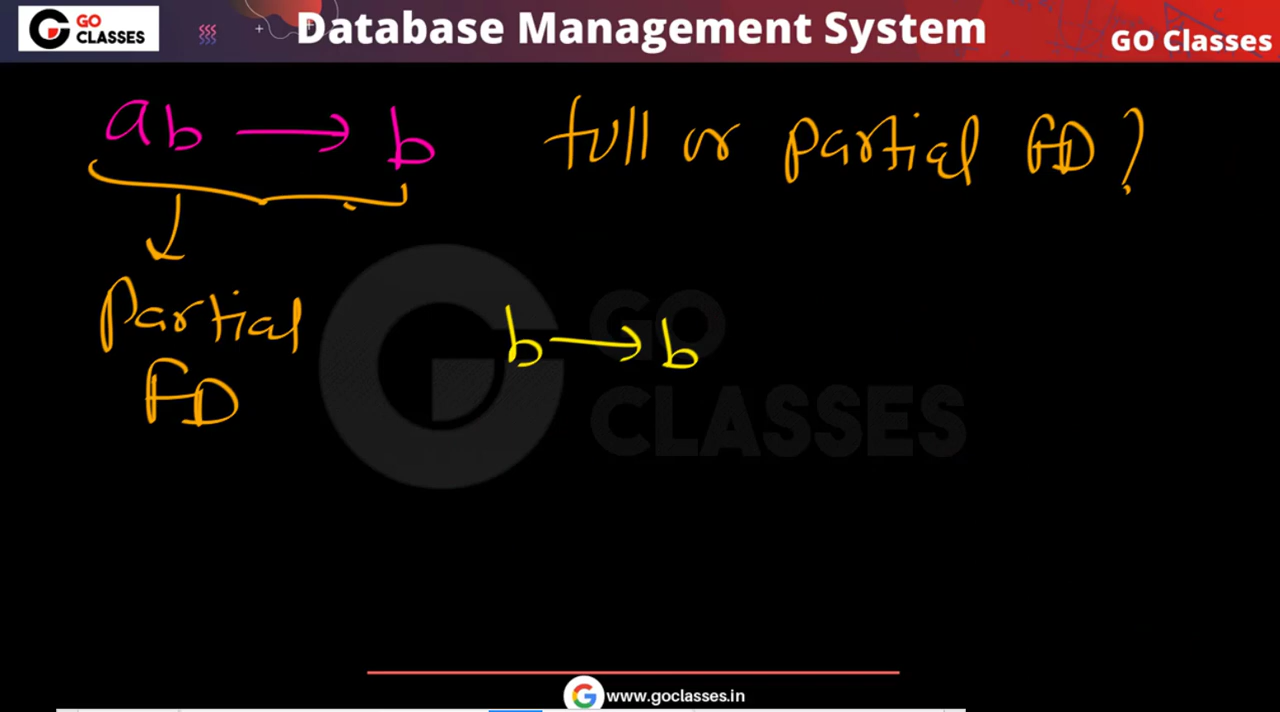 GO CLASSES
Database Management System
GO Classes
ab → b full or partial FD?
Partial
FD
b → b
GO
CLASSES
www.goclasses.in